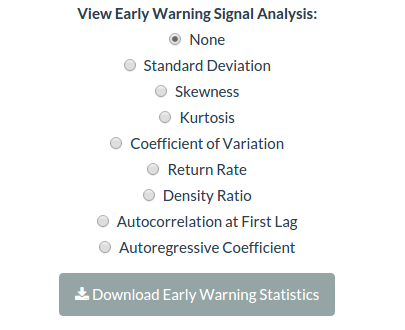 View Early Warning Signal Analysis:
None
Standard Deviation
Skewness
Kurtosis
Coefficient of Variation
Return Rate
Density Ratio
Autocorrelation at First Lag
Autoregressive Coefficient
Download Early Warning Statistics